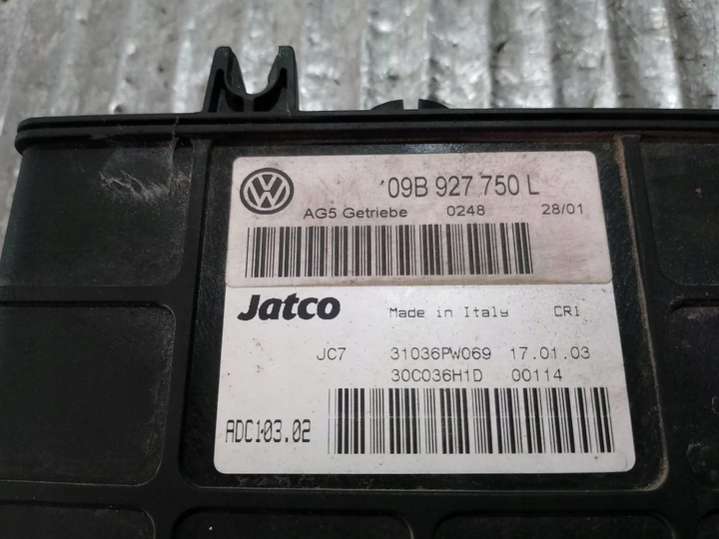 09B 927 750 L
AG5 Getriebe 0248 28/01
Jatco Made in Italy CRI
JC7 31036PW069 17.01.03
30C036H1D 00114
ADC103.02